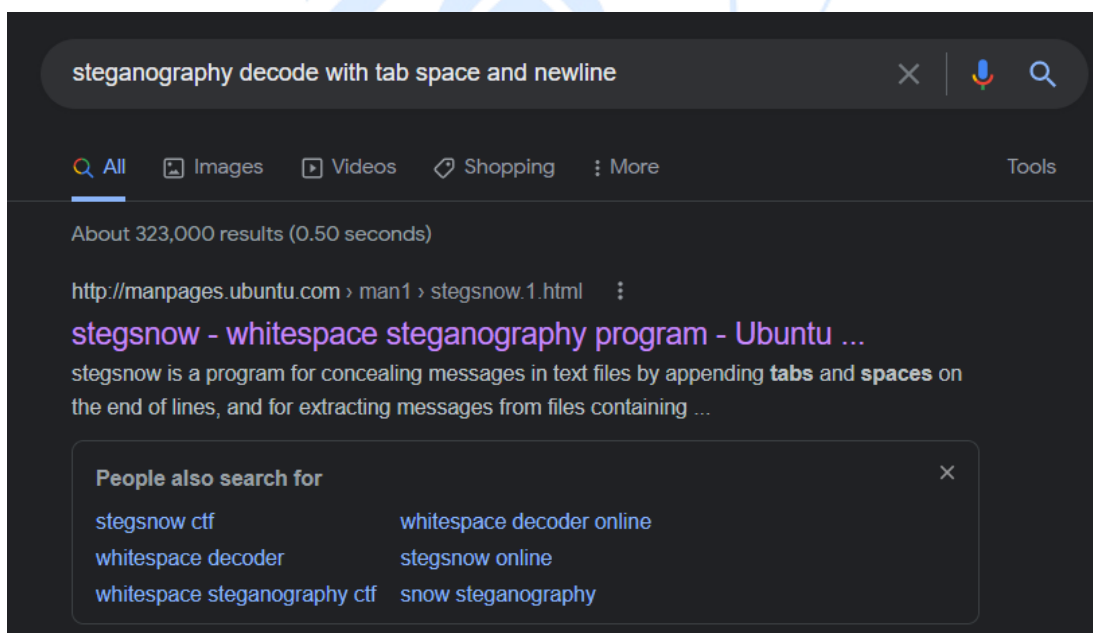 steganography decode with tab space and newline
All Images Videos Shopping More Tools
About 323,000 results (0.50 seconds)
http://manpages.ubuntu.com › man1 › stegsnow.1.html
stegsnow - whitespace steganography program - Ubuntu ...
stegsnow is a program for concealing messages in text files by appending tabs and spaces on
the end of lines, and for extracting messages from files containing ...
People also search for
stegsnow ctf whitespace decoder online
whitespace decoder stegsnow online
whitespace steganography ctf snow steganography